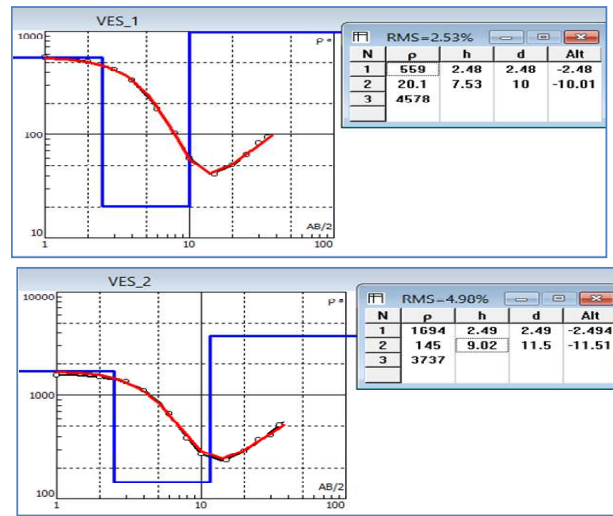 VES_1
1000
ρa
100
10
1
10
AB/2
100
RMS=2.53%
N ρ h d Alt
1 559 2.48 2.48 -2.48
2 20.1 7.53 10 -10.01
3 4578
VES_2
10000
ρa
1000
100
1
10
AB/2
100
RMS=4.98%
N ρ h d Alt
1 1694 2.49 2.49 -2.494
2 145 9.02 11.5 -11.51
3 3737